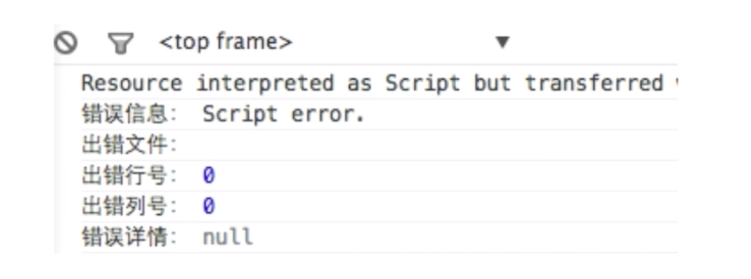 <top frame>
Resource interpreted as Script but transferred
错误信息: Script error.
出错文件:
出错行号: 0
出错列号: 0
错误详情: null